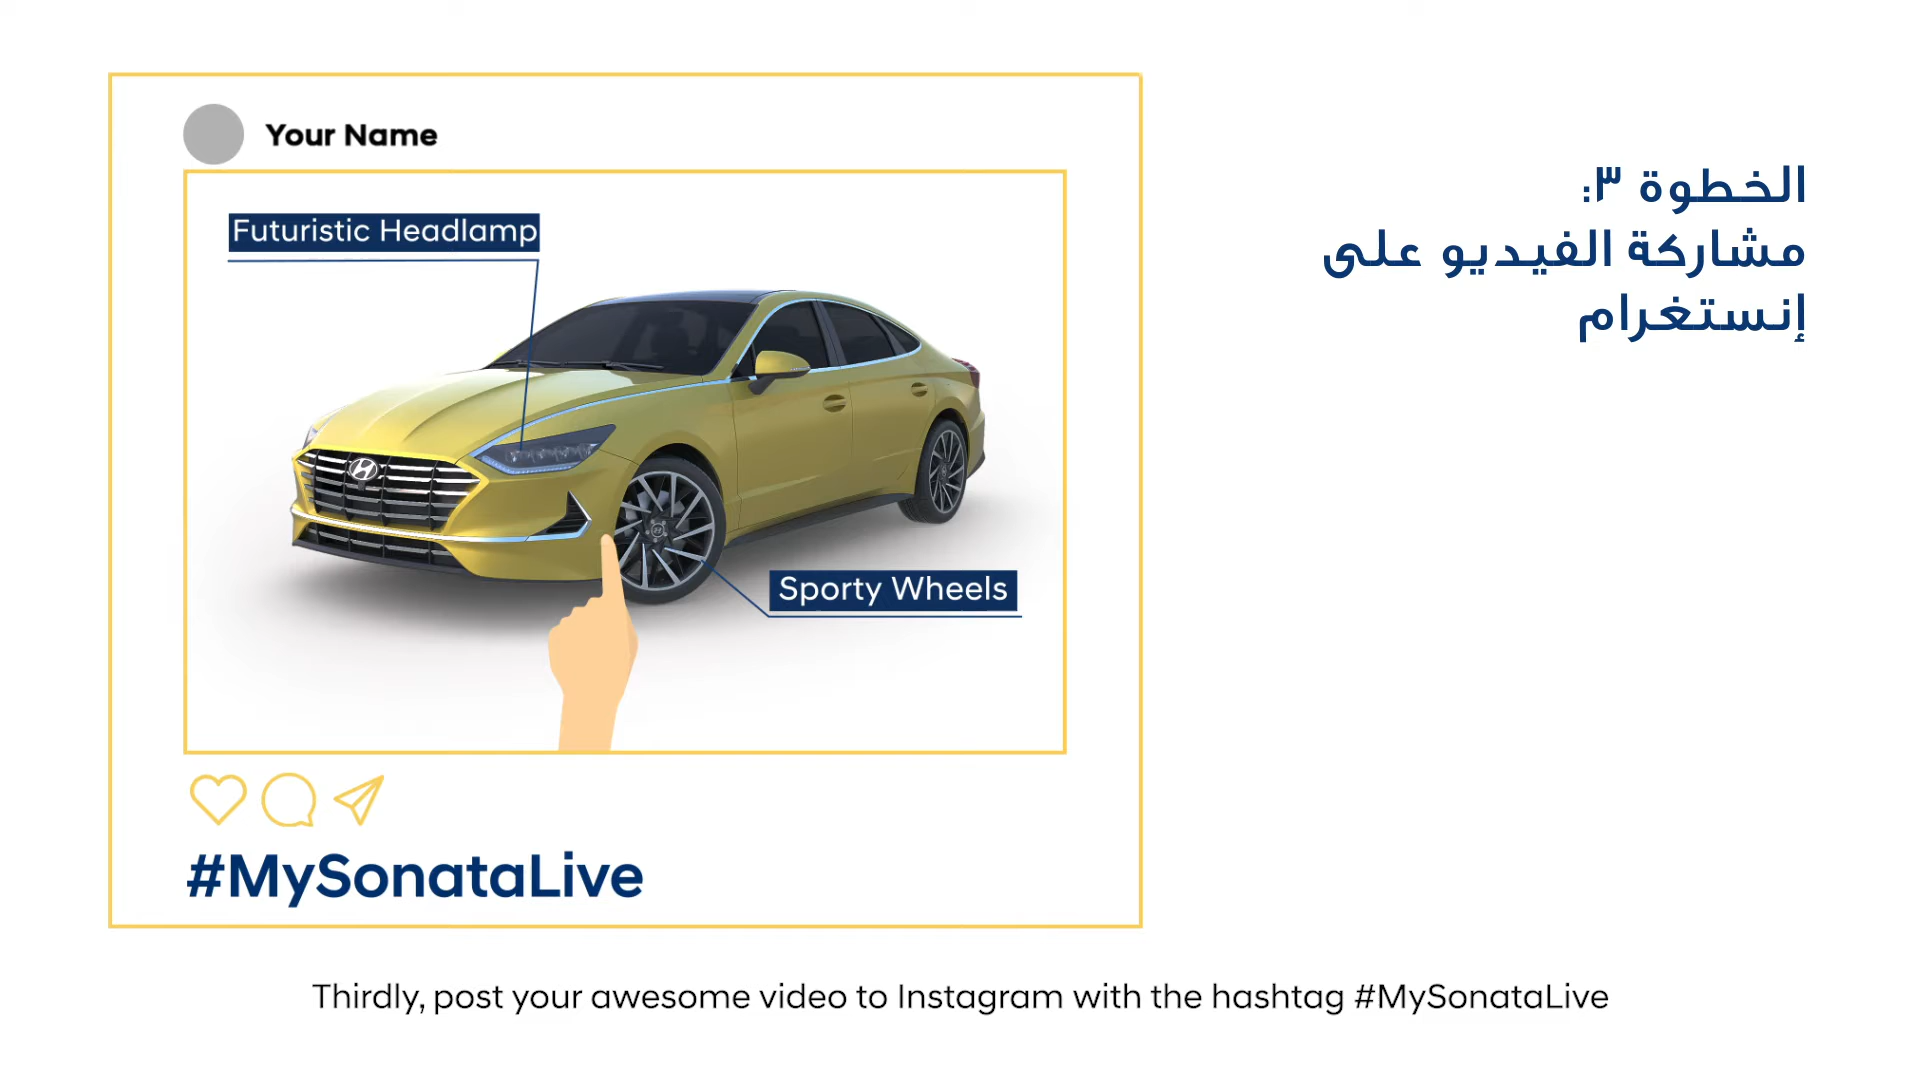 Your Name
Futuristic Headlamp
Sporty Wheels
#MySonataLive
الخطوة ٣:
مشاركة الفيديو على
إنستغرام
Thirdly, post your awesome video to Instagram with the hashtag #MySonataLive